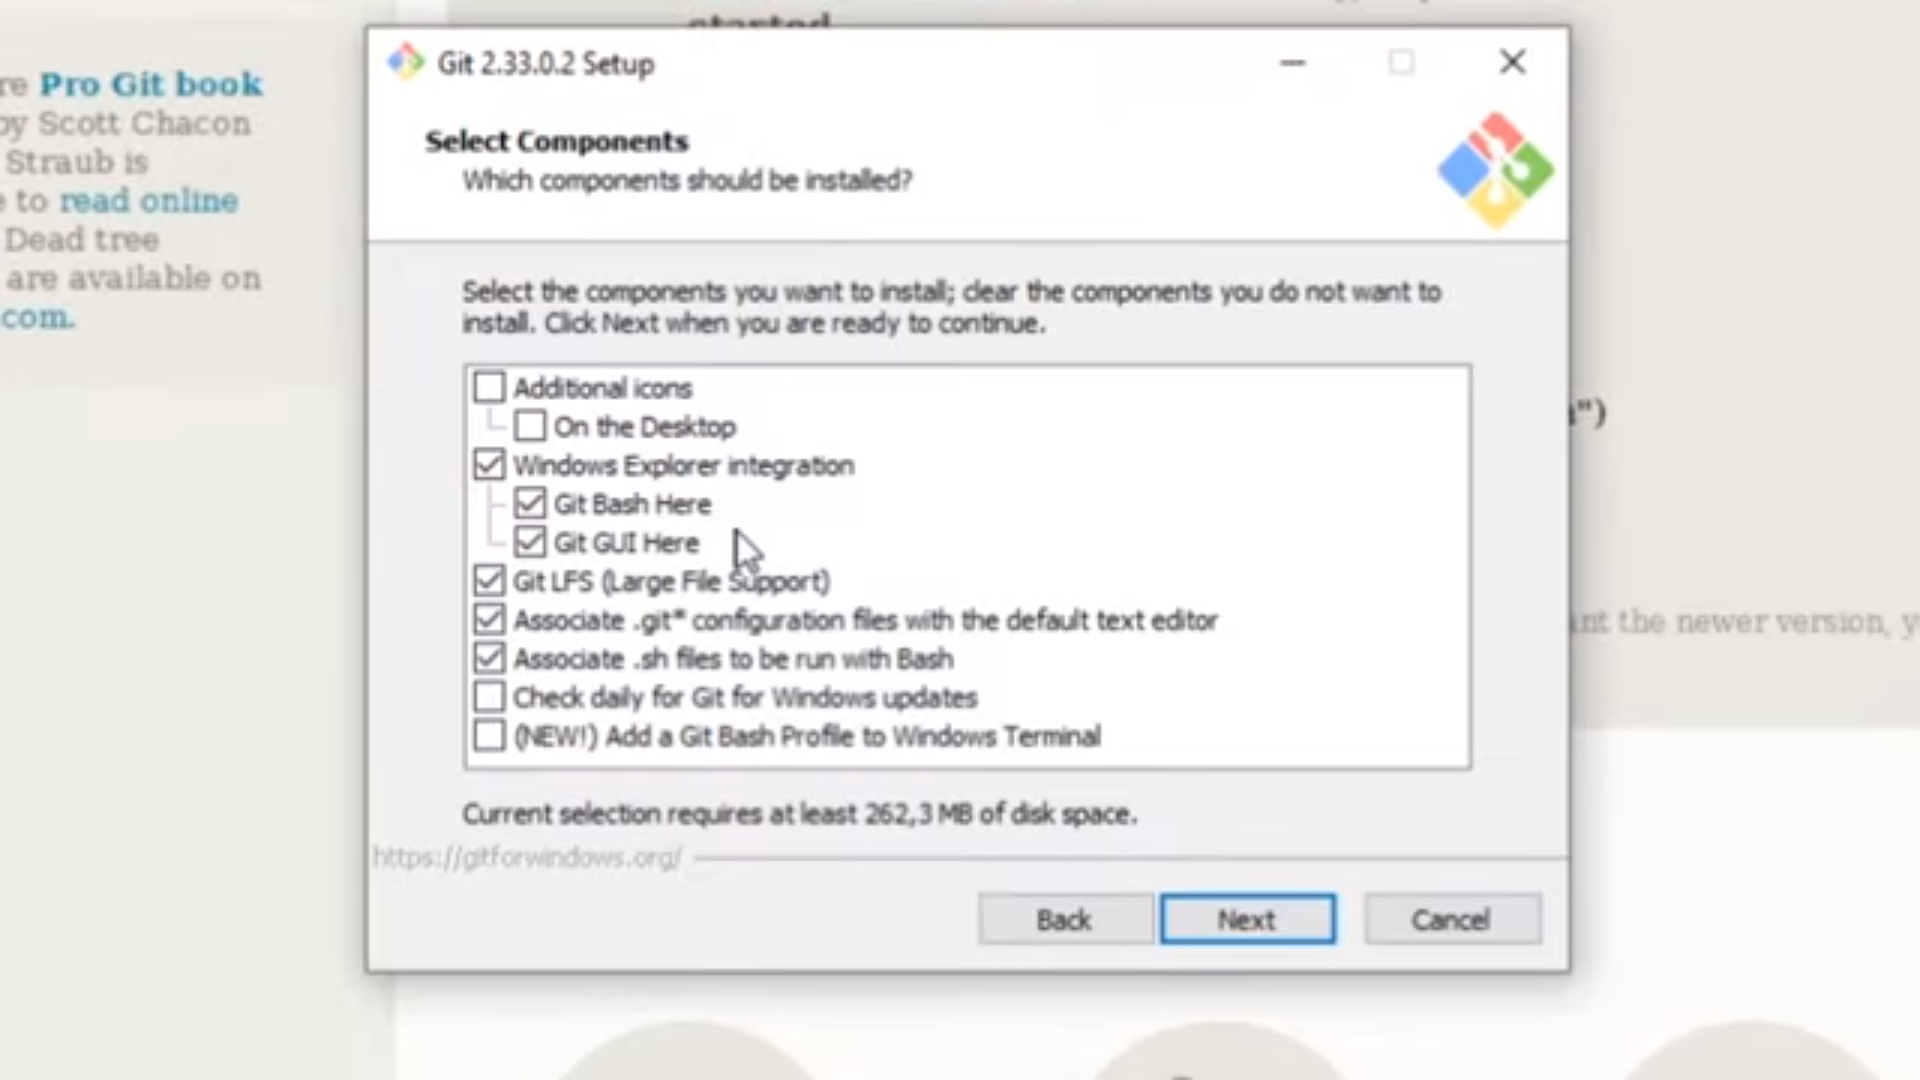 started
re Pro Git book
by Scott Chacon
Straub is
e to read online
Dead tree
are available on
com.
Git 2.33.0.2 Setup
Select Components
Which components should be installed?
Select the components you want to install; clear the components you do not want to
install. Click Next when you are ready to continue.
Additional icons
On the Desktop
Windows Explorer integration
Git Bash Here
Git GUI Here
Git LFS (Large File Support)
Associate .git* configuration files with the default text editor
Associate .sh files to be run with Bash
Check daily for Git for Windows updates
(NEW!) Add a Git Bash Profile to Windows Terminal
Current selection requires at least 262,3 MB of disk space.
https://gitforwindows.org/
Back Next Cancel
")
the newer version,